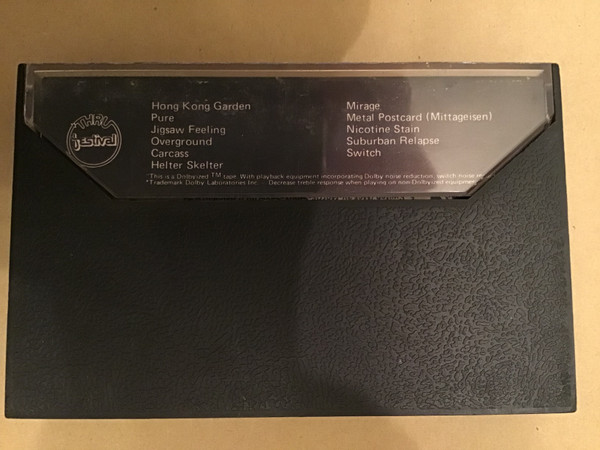 THRU
festival
Hong Kong Garden
Pure
Jigsaw Feeling
Overground
Carcass
Helter Skelter
Mirage
Metal Postcard (Mittageisen)
Nicotine Stain
Suburban Relapse
Switch
This is a Dolbyized TM tape. With playback equipment incorporating Dolby noise reduction, switch noise
*Trademark Dolby Laboratories Inc. Decrease treble response when playing on non-Dolbyized equipment